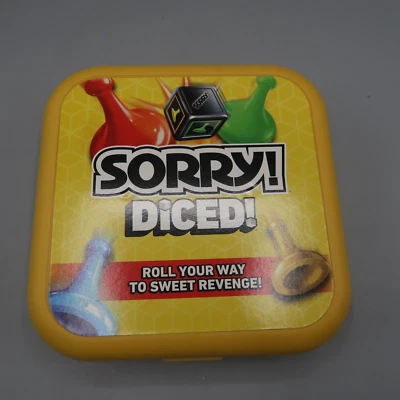 SORRY!
DiCED!
ROLL YOUR WAY
TO SWEET REVENGE!